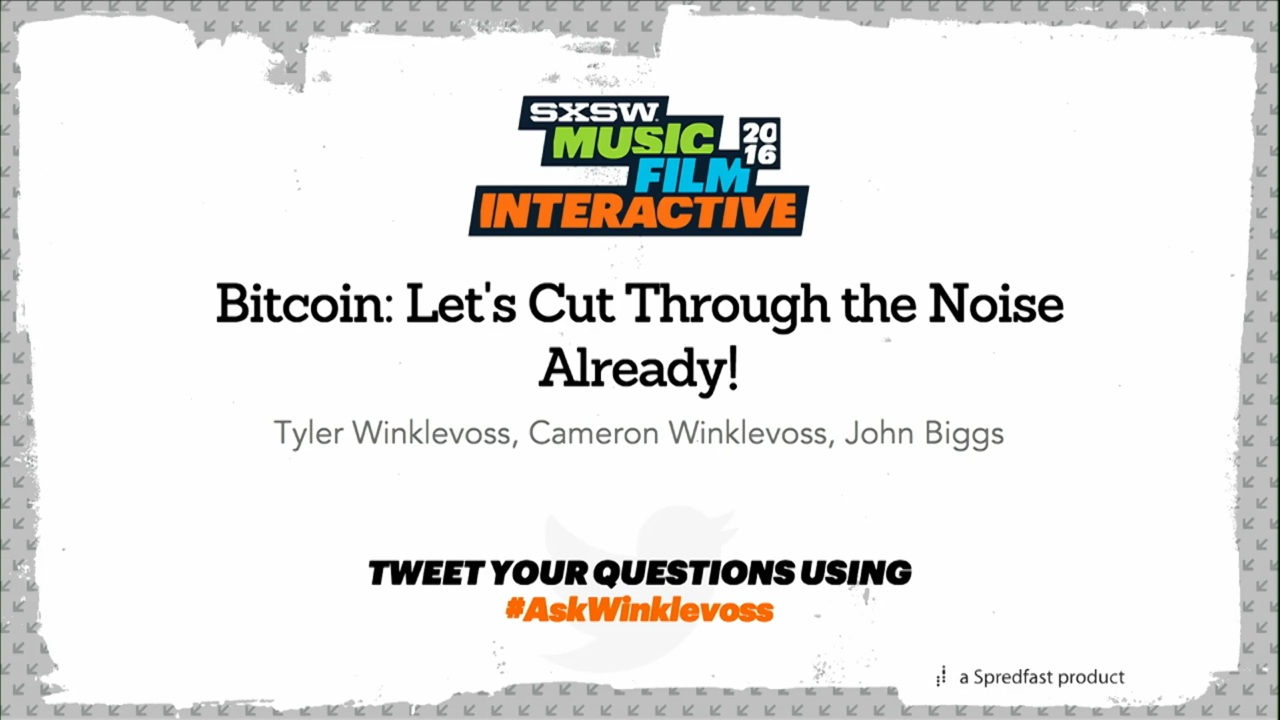 SXSW.
MUSIC
2016
FILM
INTERACTIVE
Bitcoin: Let's Cut Through the Noise
Already!
Tyler Winklevoss, Cameron Winklevoss, John Biggs
TWEET YOUR QUESTIONS USING
#AskWinklevoss
a Spredfast product